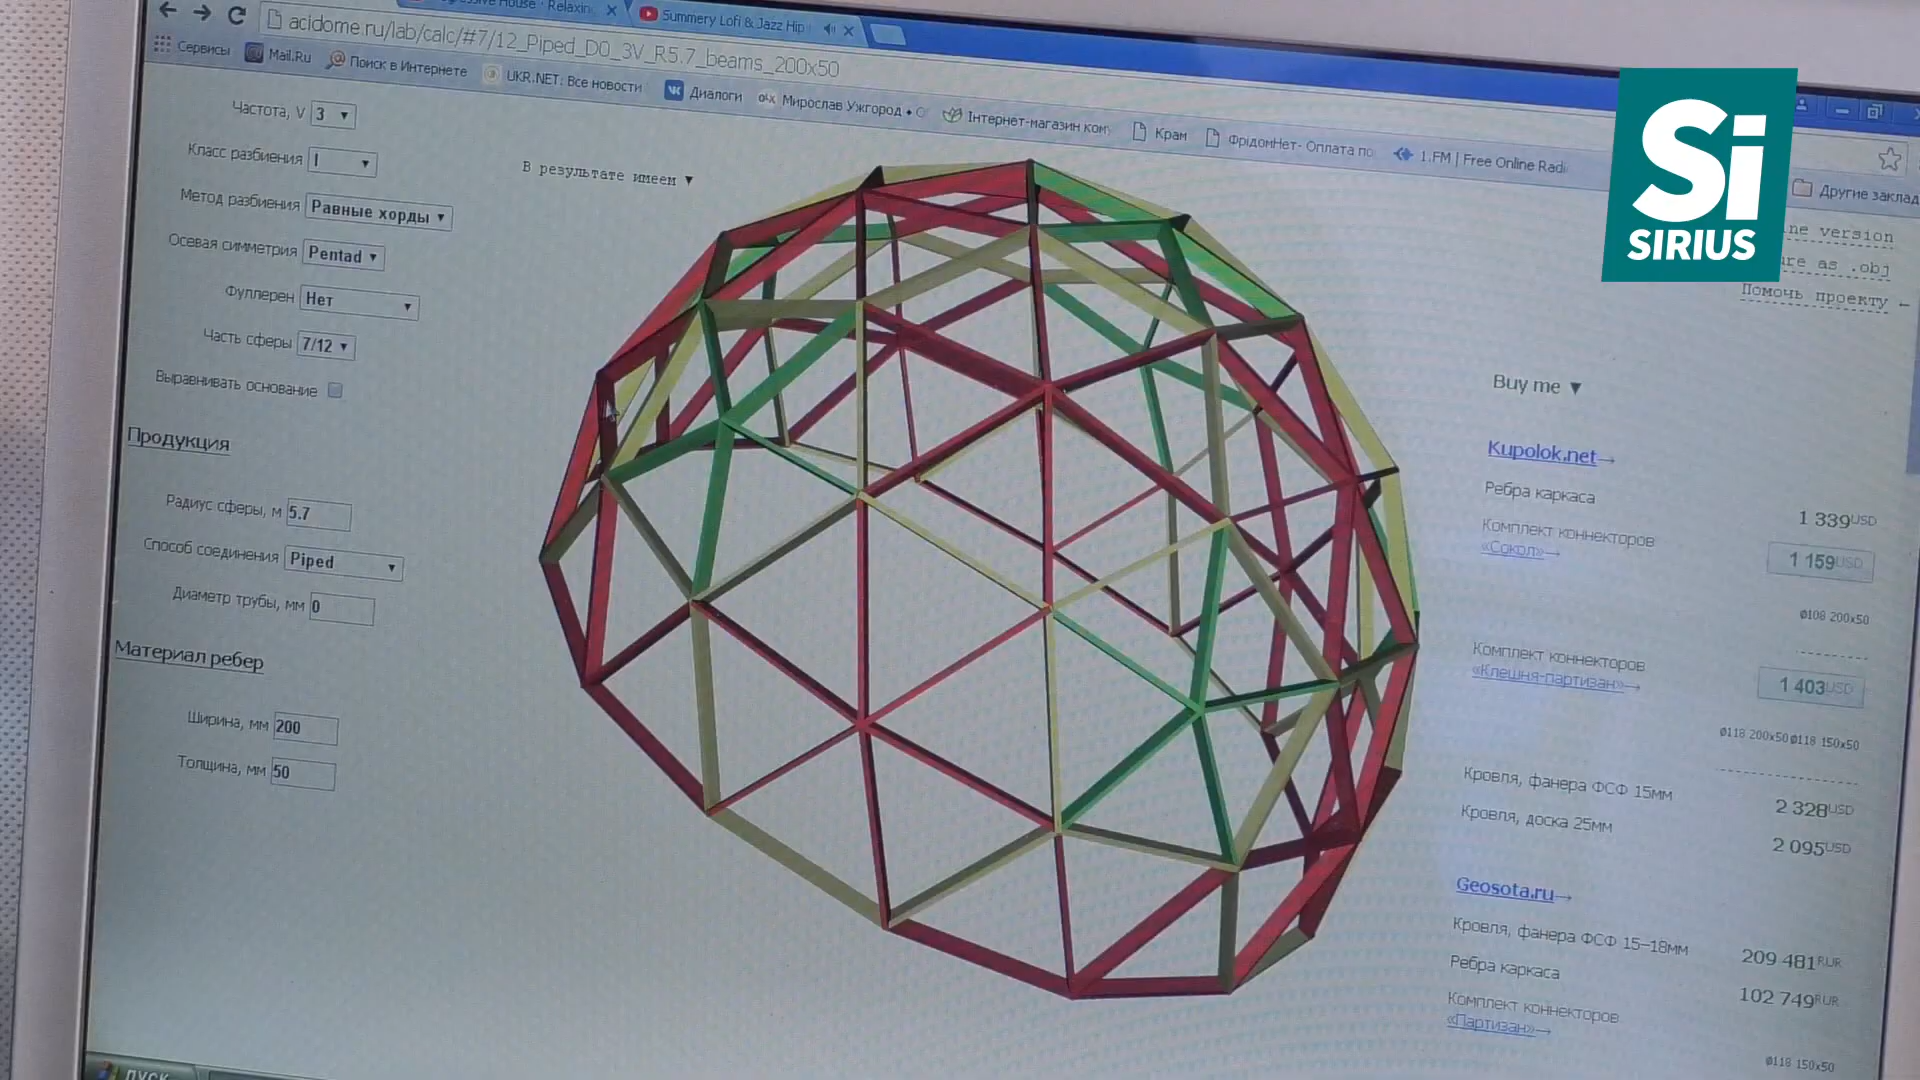 Summery Lofi & Jazz Hip
acidome.ru/lab/calc/#7/12_Piped_D0_3V_R5.7_beams_200x50
Сервисы
Mail.Ru
Поиск в Интернете
UKR.NET: Все новости
Диалоги
Мирослав Ужгород
Інтернет-магазин ком
Крам
ФрідомНет- Оплата по
1.FM | Free Online Radi
Другие заклад
Si
SIRIUS
version
as .obj
Помочь проекту ←
Частота, V 3
Класс разбиения I
Метод разбиения Равные хорды
Осевая симметрия Pentad
Фуллерен Нет
Часть сферы 7/12
Выравнивать основание
Продукция
Радиус сферы, м 5.7
Способ соединения Piped
Диаметр трубы, мм 0
Материал ребер
Ширина, мм 200
Толщина, мм 50
В результате имеем ▼
Buy me ▼
Kupolok.net→
Ребра каркаса
1 339USD
Комплект коннекторов
«Сокол»→
1 159USD
ø108 200x50
Комплект коннекторов
«Клешня-партизан»→
1 403USD
ø118 200x50 ø118 150x50
Кровля, фанера ФСФ 15мм
2 328USD
Кровля, доска 25мм
2 095USD
Geosota.ru→
Кровля, фанера ФСФ 15–18мм
209 481RUR
Ребра каркаса
102 749RUR
Комплект коннекторов
«Партизан»→
ø118 150x50
пуск